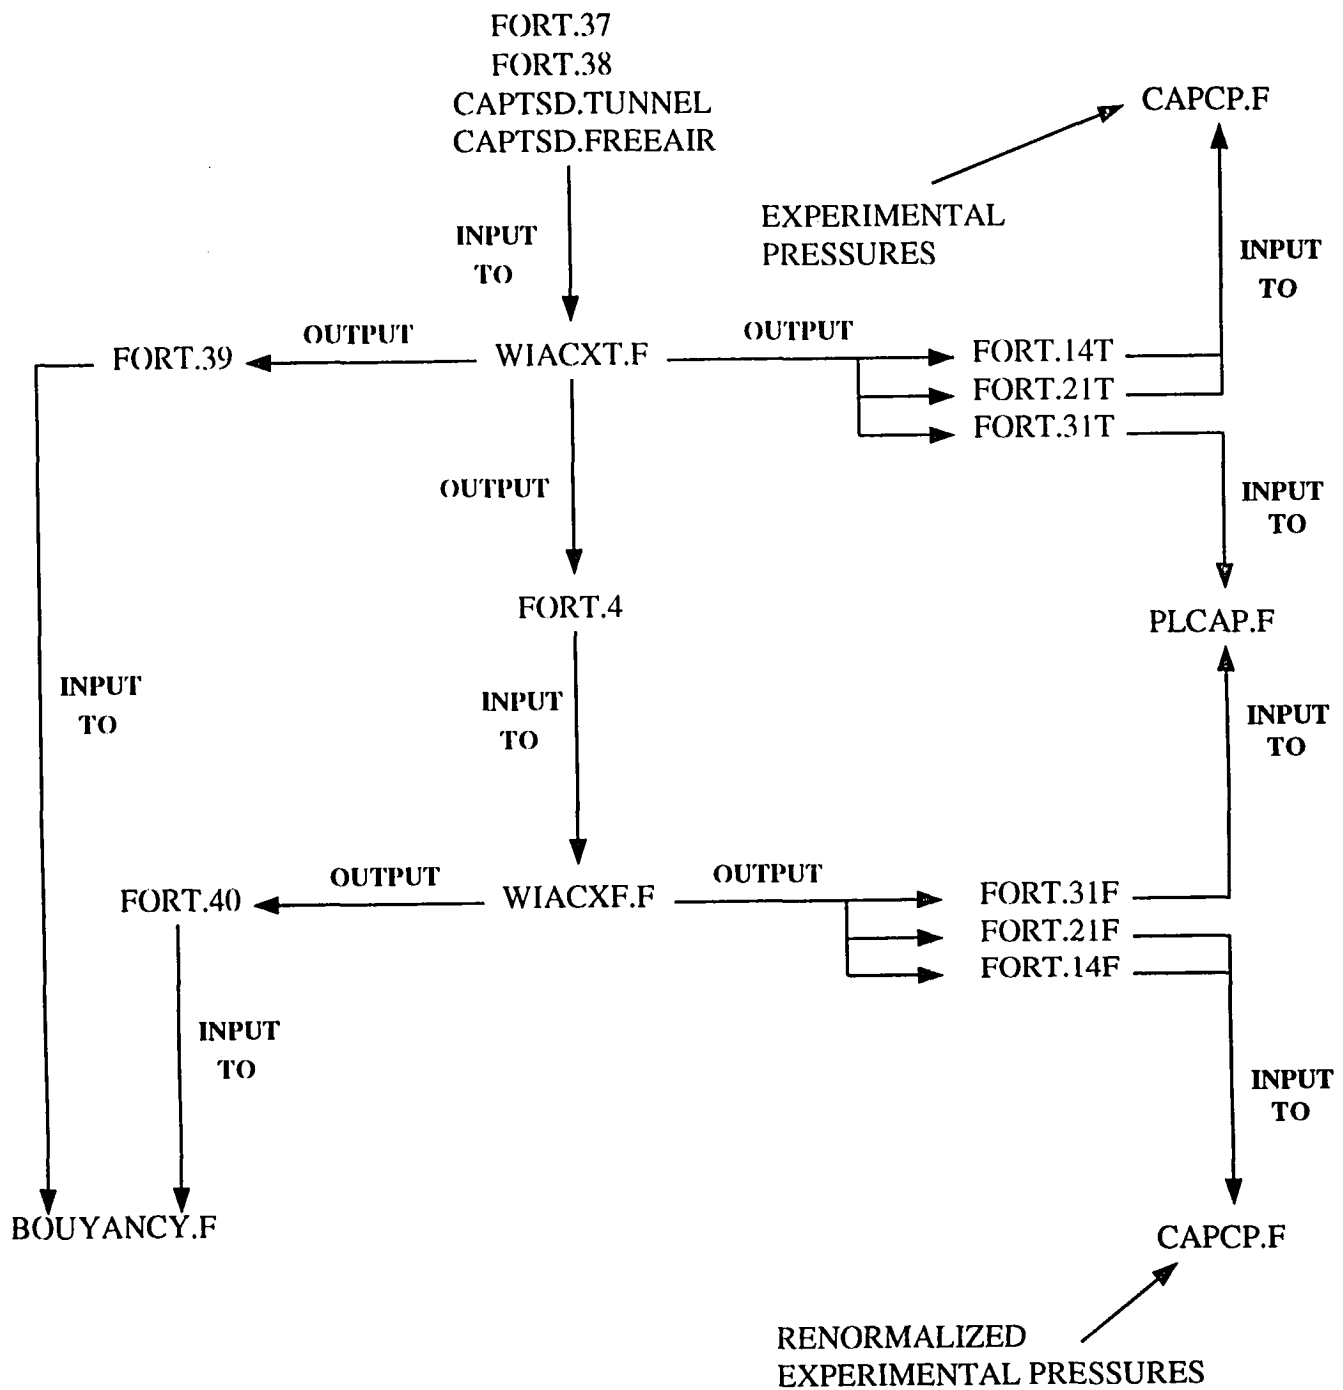 FORT.37
FORT.38
CAPTSD.TUNNEL
CAPTSD.FREEAIR
CAPCP.F
EXPERIMENTAL
PRESSURES
INPUT
TO
INPUT
TO
FORT.39
OUTPUT
WIACXT.F
OUTPUT
FORT.14T
FORT.21T
FORT.31T
OUTPUT
INPUT
TO
FORT.4
PLCAP.F
INPUT
TO
INPUT
TO
INPUT
TO
FORT.40
OUTPUT
WIACXF.F
OUTPUT
FORT.31F
FORT.21F
FORT.14F
INPUT
TO
INPUT
TO
BOUYANCY.F
CAPCP.F
RENORMALIZED
EXPERIMENTAL PRESSURES